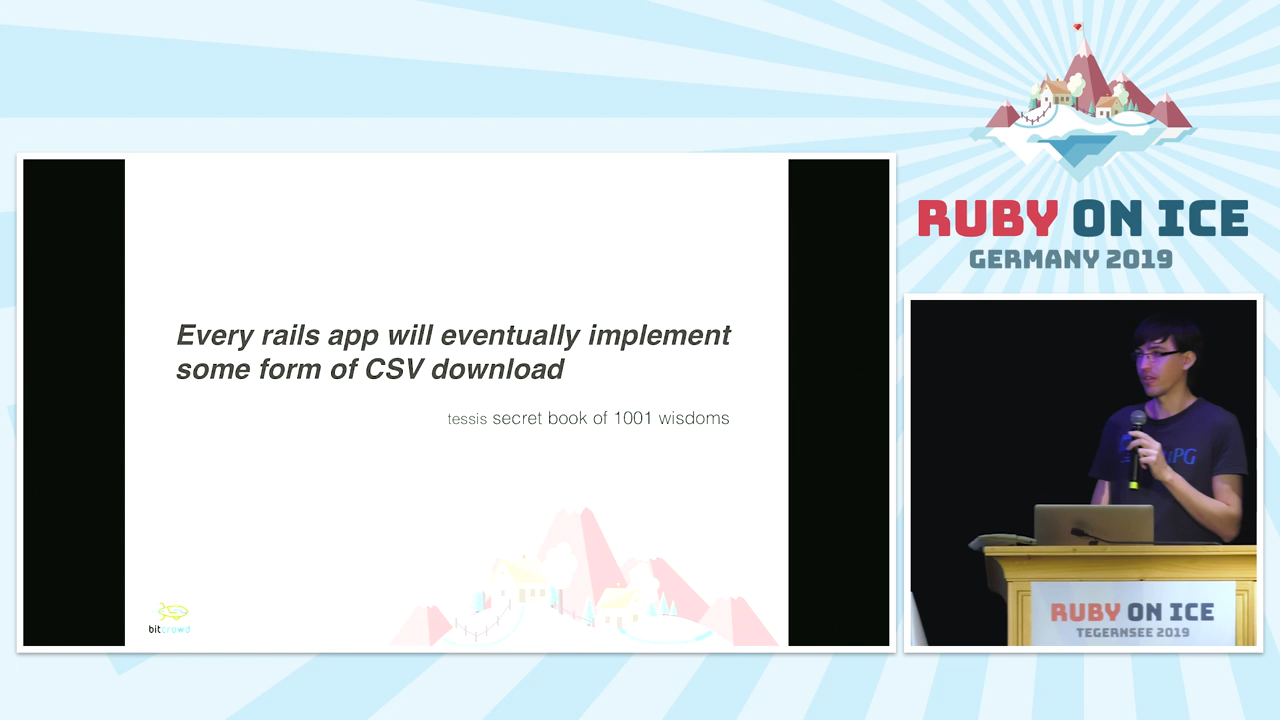 RUBY ON ICE
GERMANY 2019
Every rails app will eventually implement
some form of CSV download
tessis secret book of 1001 wisdoms
bitcrowd
PG
RUBY ON ICE
TEGERNSEE 2019